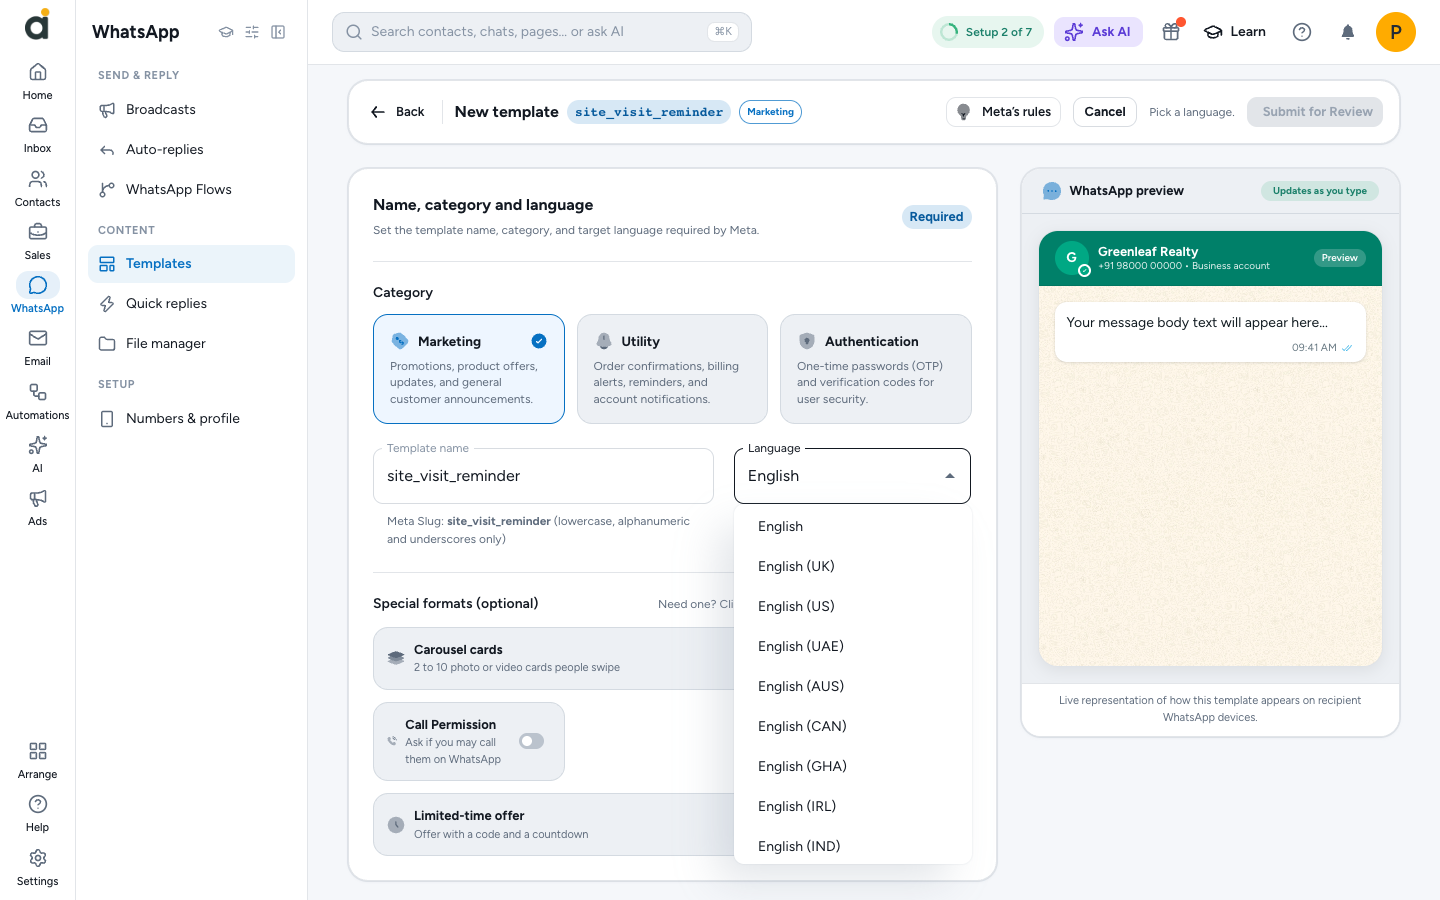 WhatsApp
Search contacts, chats, pages... or ask AI
⌘K
Setup 2 of 7
Ask AI
Learn
P
Home
Inbox
Contacts
Sales
WhatsApp
Email
Automations
AI
Ads
Arrange
Help
Settings
SEND & REPLY
Broadcasts
Auto-replies
WhatsApp Flows
CONTENT
Templates
Quick replies
File manager
SETUP
Numbers & profile
Back
New template
site_visit_reminder
Marketing
Meta's rules
Cancel
Pick a language.
Submit for Review
Name, category and language
Set the template name, category, and target language required by Meta.
Required
Category
Marketing
Promotions, product offers,
updates, and general
customer announcements.
Utility
Order confirmations, billing
alerts, reminders, and
account notifications.
Authentication
One-time passwords (OTP)
and verification codes for
user security.
Template name
site_visit_reminder
Meta Slug: site_visit_reminder (lowercase, alphanumeric
and underscores only)
Language
English
English
English (UK)
English (US)
English (UAE)
English (AUS)
English (CAN)
English (GHA)
English (IRL)
English (IND)
Special formats (optional)
Need one? Cli
Carousel cards
2 to 10 photo or video cards people swipe
Call Permission
Ask if you may call
them on WhatsApp
Limited-time offer
Offer with a code and a countdown
WhatsApp preview
Updates as you type
G
Greenleaf Realty
+91 98000 00000 • Business account
Preview
Your message body text will appear here...
09:41 AM
Live representation of how this template appears on recipient
WhatsApp devices.